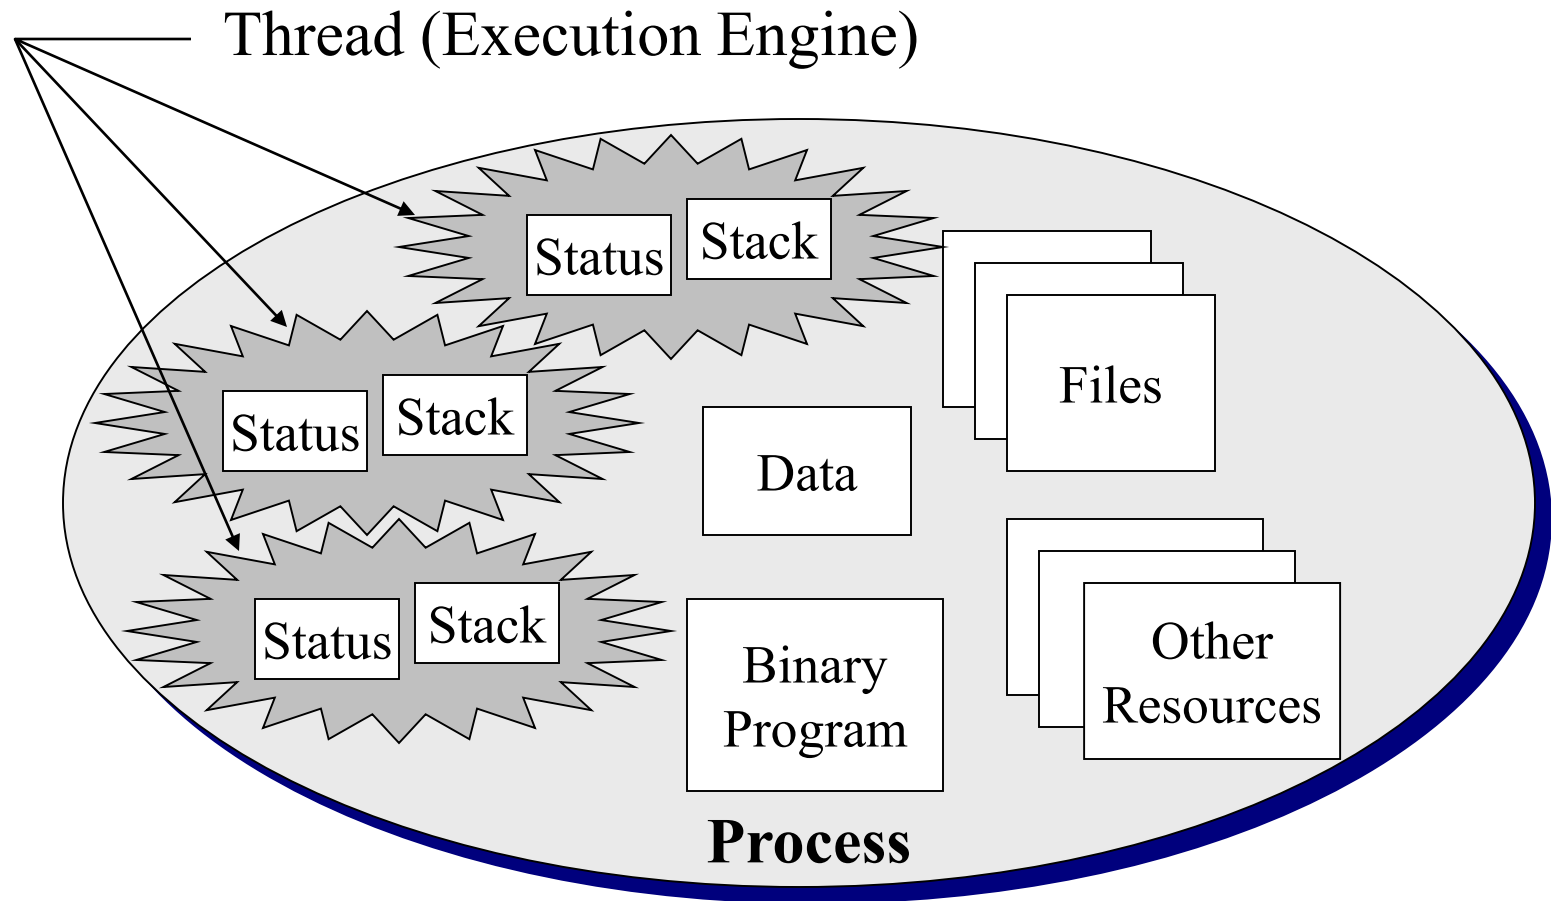 Thread (Execution Engine)
Status
Stack
Files
Status
Stack
Data
Status
Stack
Binary
Program
Other
Resources
Process